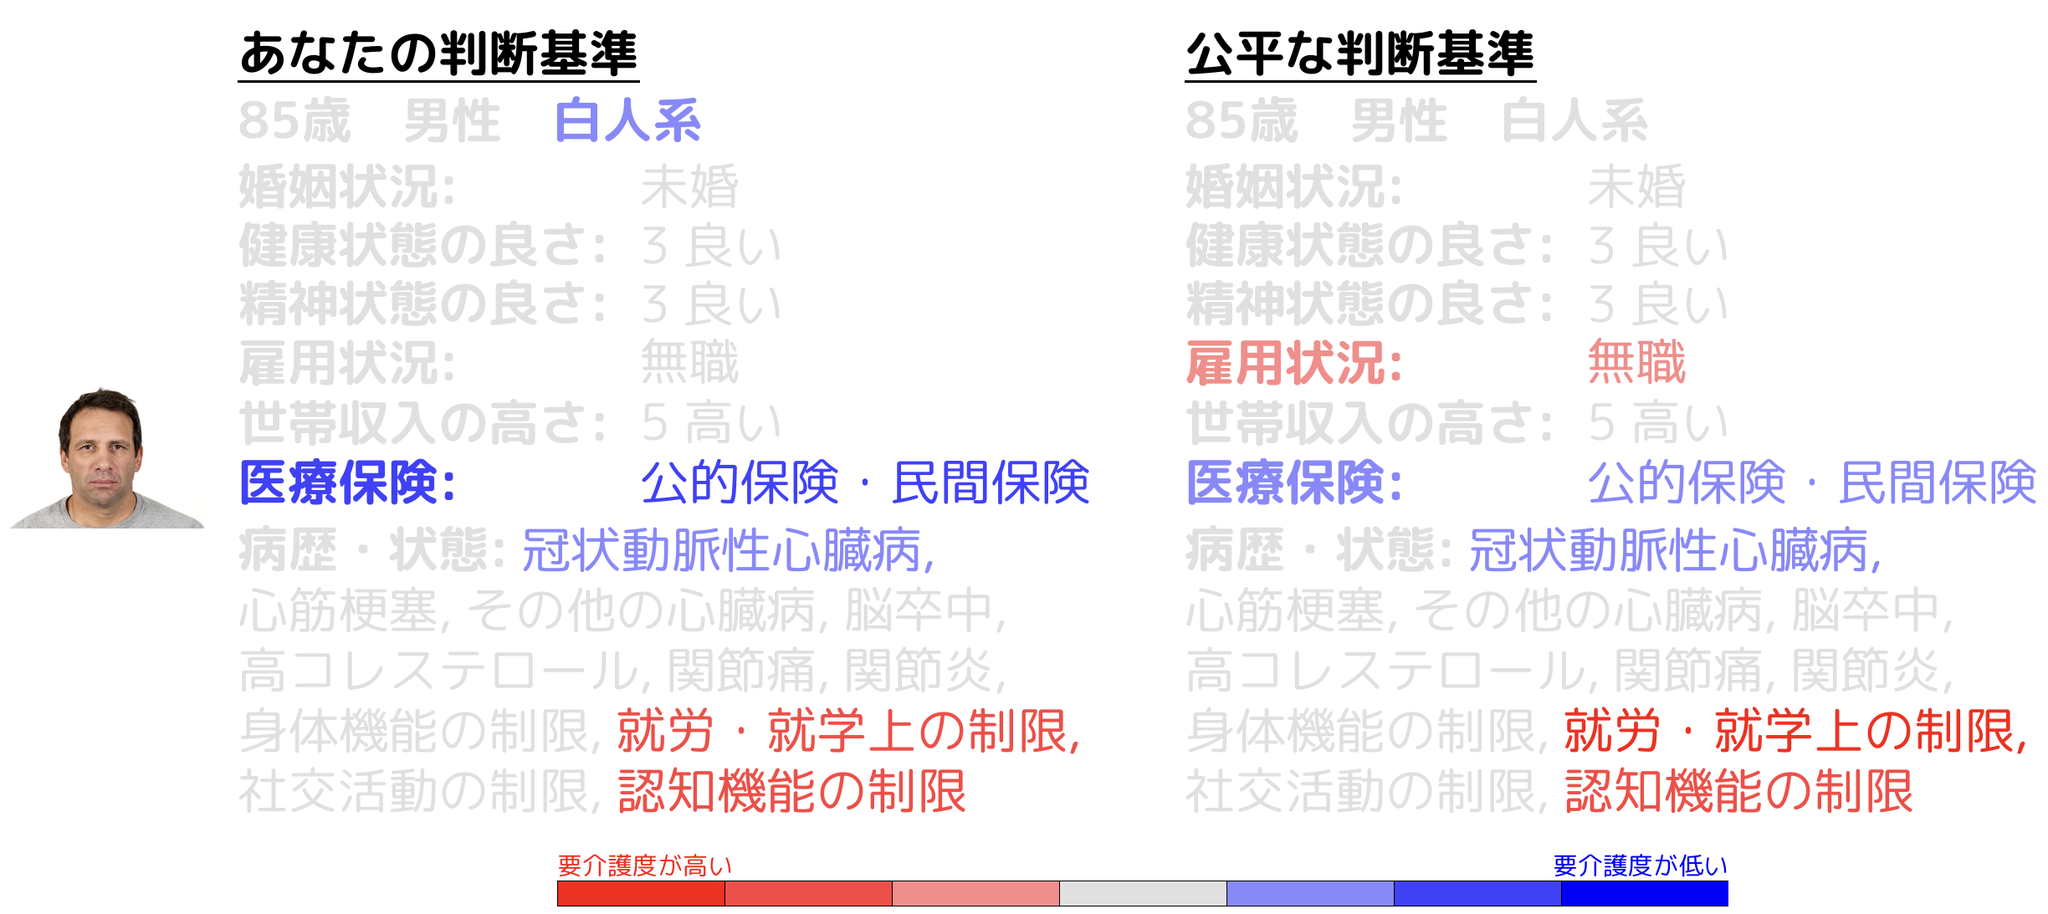 あなたの判断基準
85歳　男性　白人系
婚姻状況: 未婚
健康状態の良さ: 3 良い
精神状態の良さ: 3 良い
雇用状況: 無職
世帯収入の高さ: 5 高い
医療保険: 公的保険・民間保険
病歴・状態: 冠状動脈性心臓病,
心筋梗塞, その他の心臓病, 脳卒中,
高コレステロール, 関節痛, 関節炎,
身体機能の制限, 就労・就学上の制限,
社交活動の制限, 認知機能の制限
公平な判断基準
85歳　男性　白人系
婚姻状況: 未婚
健康状態の良さ: 3 良い
精神状態の良さ: 3 良い
雇用状況: 無職
世帯収入の高さ: 5 高い
医療保険: 公的保険・民間保険
病歴・状態: 冠状動脈性心臓病,
心筋梗塞, その他の心臓病, 脳卒中,
高コレステロール, 関節痛, 関節炎,
身体機能の制限, 就労・就学上の制限,
社交活動の制限, 認知機能の制限
要介護度が高い
要介護度が低い